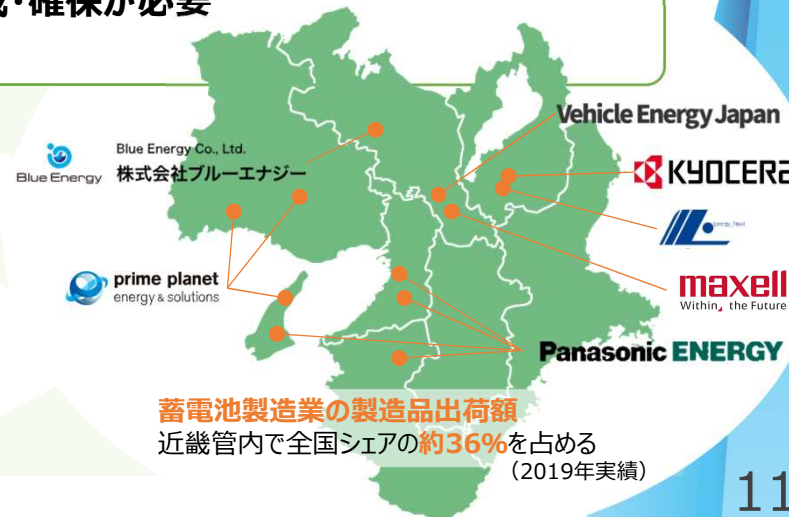 ・確保が必要
Vehicle Energy Japan
Blue Energy
Blue Energy Co., Ltd.
株式会社ブルーエナジー
KYOCERA
prime planet
energy & solutions
maxell
Within, the Future
Panasonic ENERGY
蓄電池製造業の製造品出荷額
近畿管内で全国シェアの約36%を占める
（2019年実績）
11